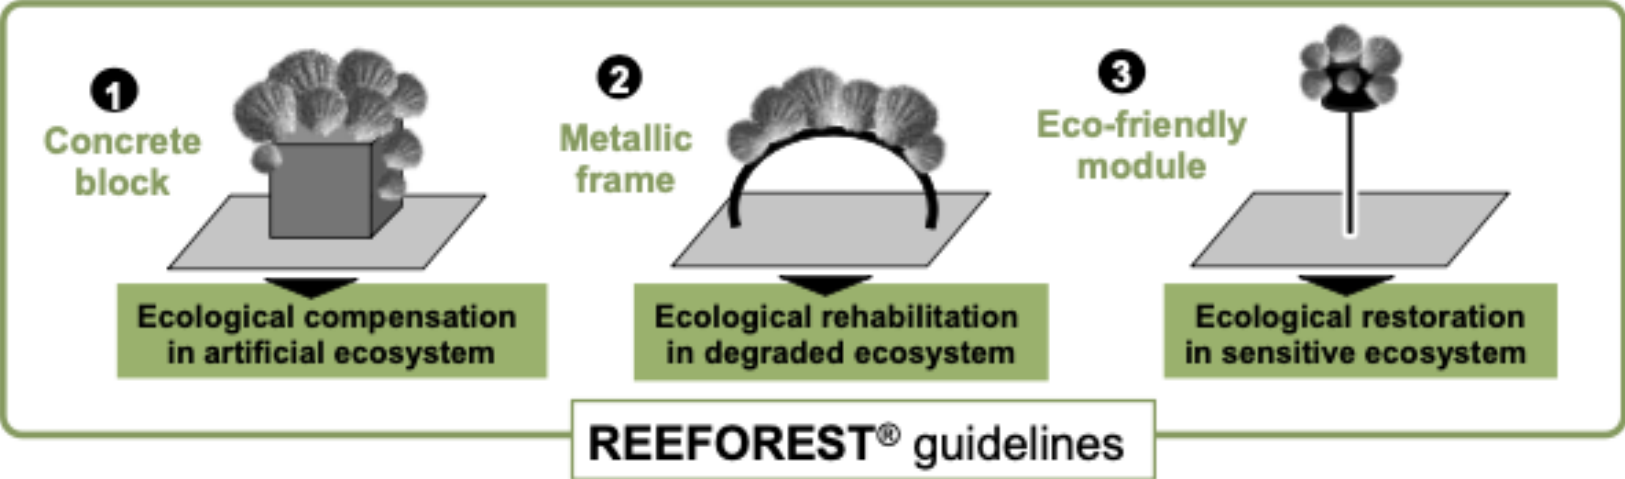 1
Concrete
block
2
Metallic
frame
3
Eco-friendly
module
Ecological compensation
in artificial ecosystem
Ecological rehabilitation
in degraded ecosystem
Ecological restoration
in sensitive ecosystem
REEFOREST® guidelines